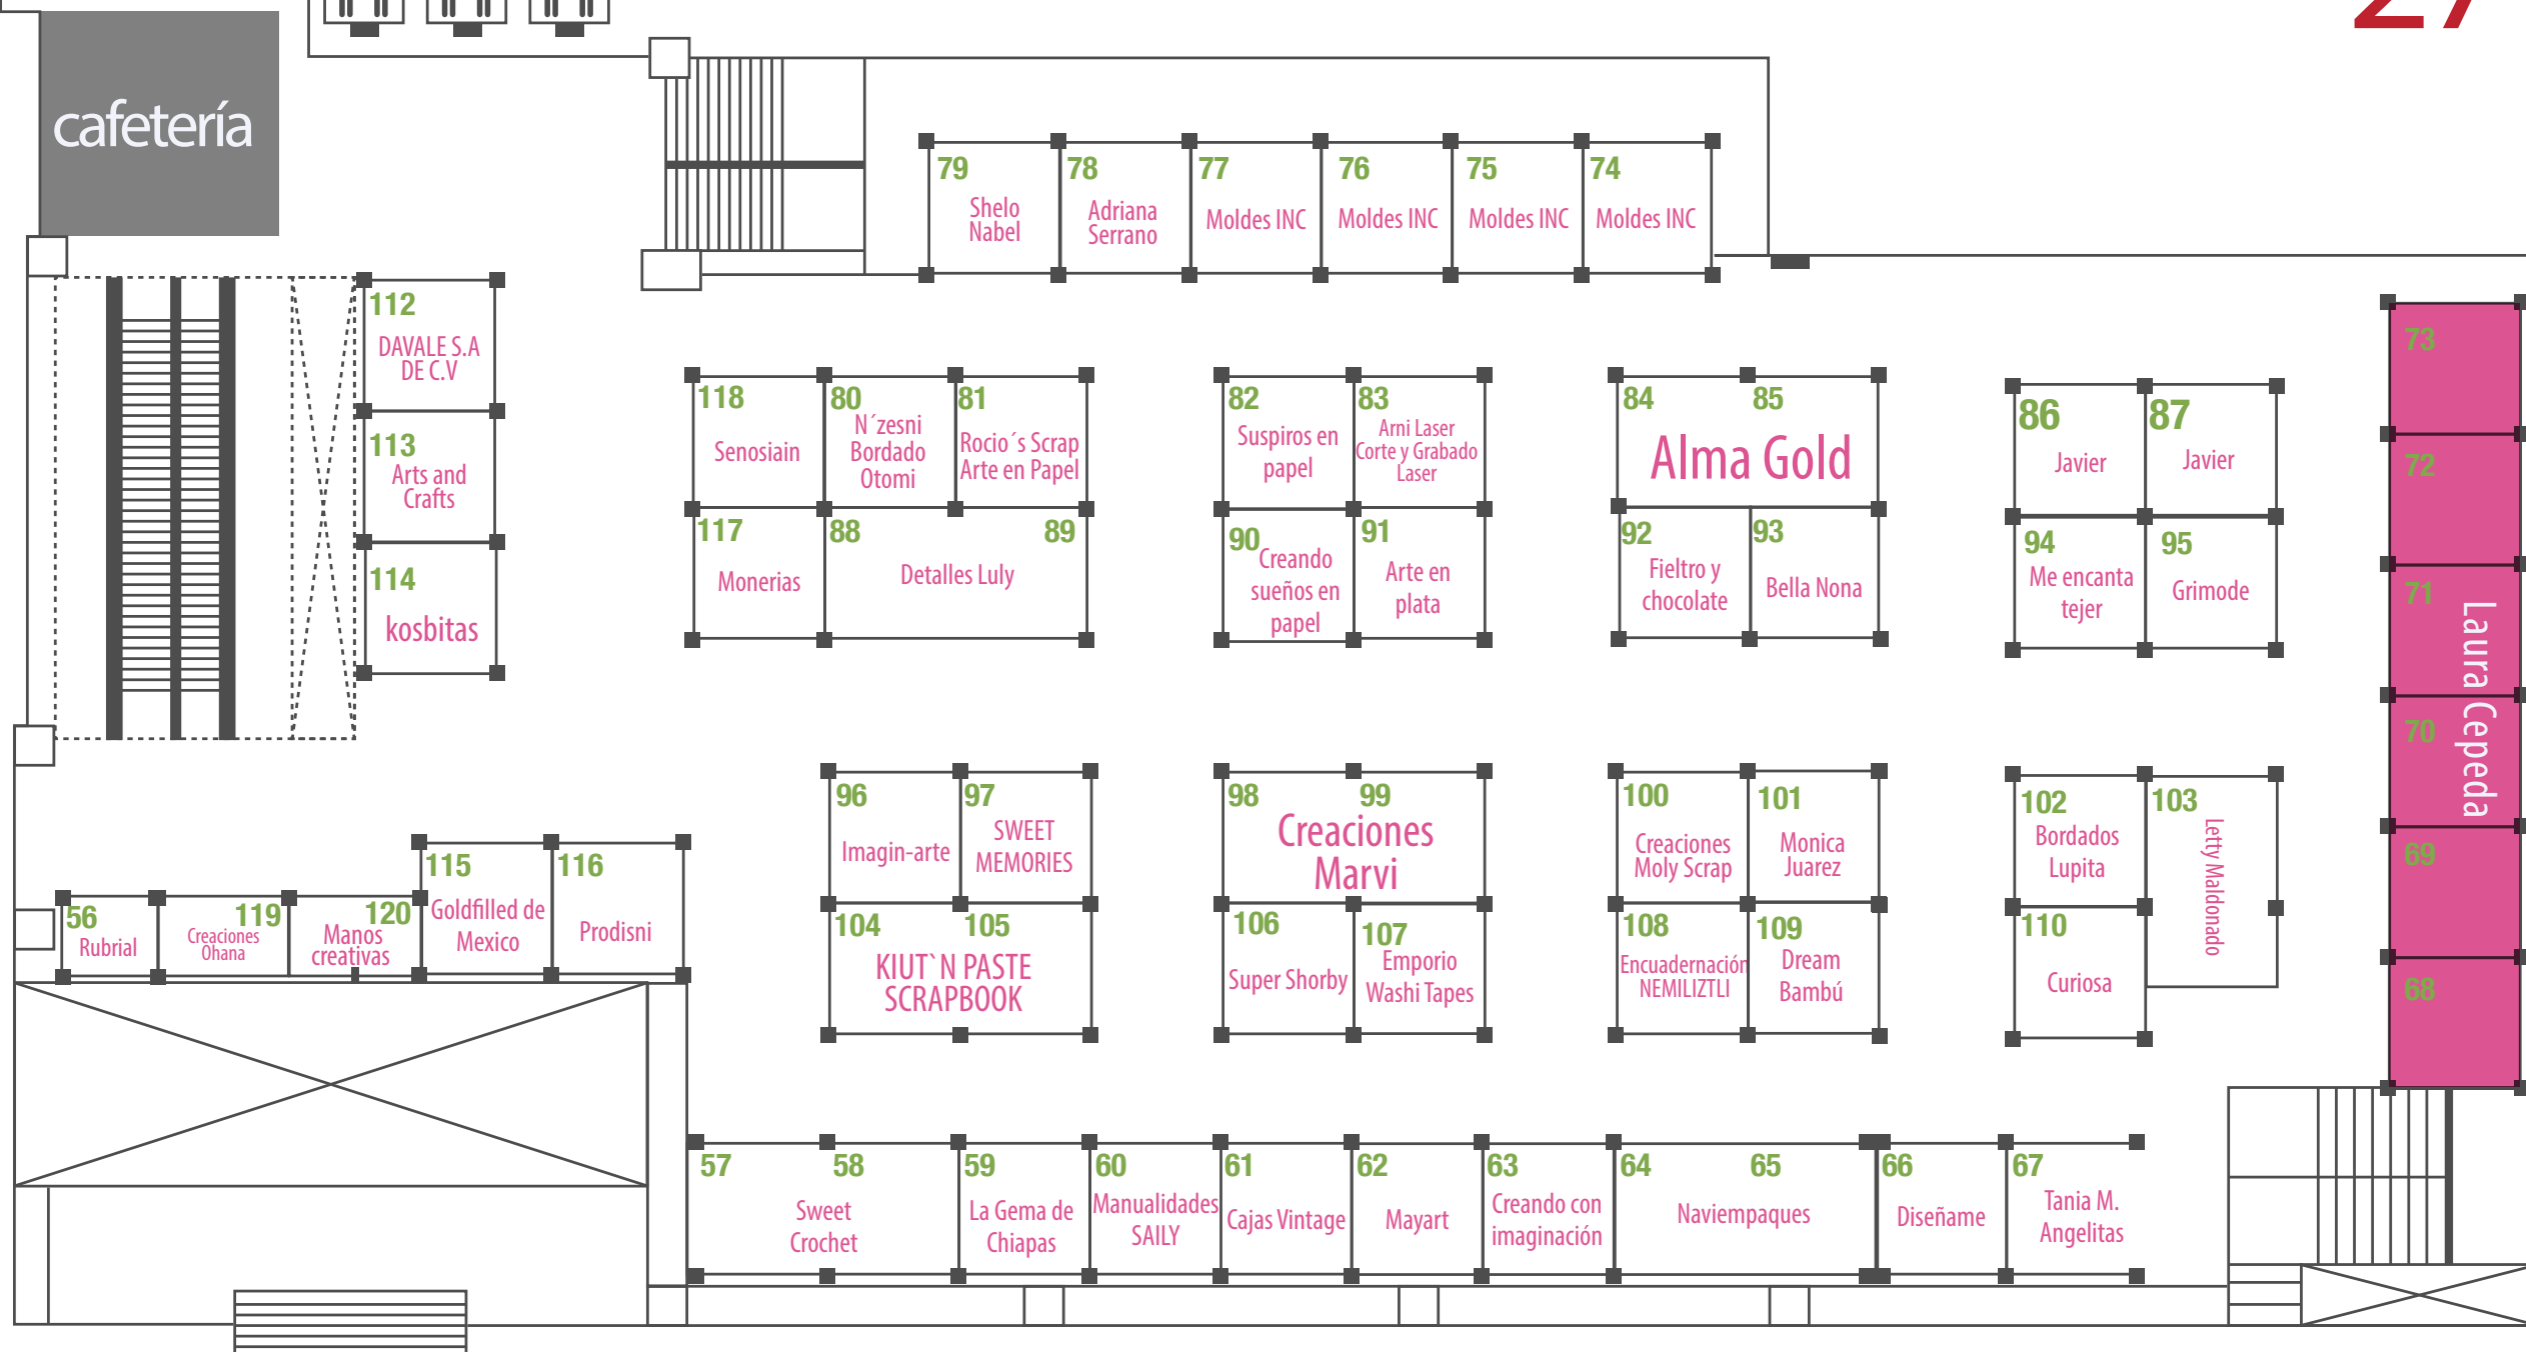 27
cafetería
79
Shelo
Nabel
78
Adriana
Serrano
77
Moldes INC
76
Moldes INC
75
Moldes INC
74
Moldes INC
112
DAVALE S.A
DE C.V
113
Arts and
Crafts
114
kosbitas
118
Senosiain
80
N´zesni
Bordado
Otomi
81
Rocio´s Scrap
Arte en Papel
117
Monerias
88
89
Detalles Luly
82
Suspiros en
papel
83
Arni Laser
Corte y Grabado
Laser
90
Creando
sueños en
papel
91
Arte en
plata
84
85
Alma Gold
92
Fieltro y
chocolate
93
Bella Nona
86
Javier
87
Javier
94
Me encanta
tejer
95
Grimode
73
72
71
70
69
68
Laura Cepeda
96
Imagin-arte
97
SWEET
MEMORIES
104
105
KIUT`N PASTE
SCRAPBOOK
98
99
Creaciones
Marvi
106
Super Shorby
107
Emporio
Washi Tapes
100
Creaciones
Moly Scrap
101
Monica
Juarez
108
Encuadernación
NEMILIZTLI
109
Dream
Bambú
102
Bordados
Lupita
103
Letty Maldonado
110
Curiosa
56
Rubrial
119
Creaciones
Ohana
120
Manos
creativas
115
Goldfilled de
Mexico
116
Prodisni
57
58
Sweet
Crochet
59
La Gema de
Chiapas
60
Manualidades
SAILY
61
Cajas Vintage
62
Mayart
63
Creando con
imaginación
64
65
Naviempaques
66
Diseñame
67
Tania M.
Angelitas